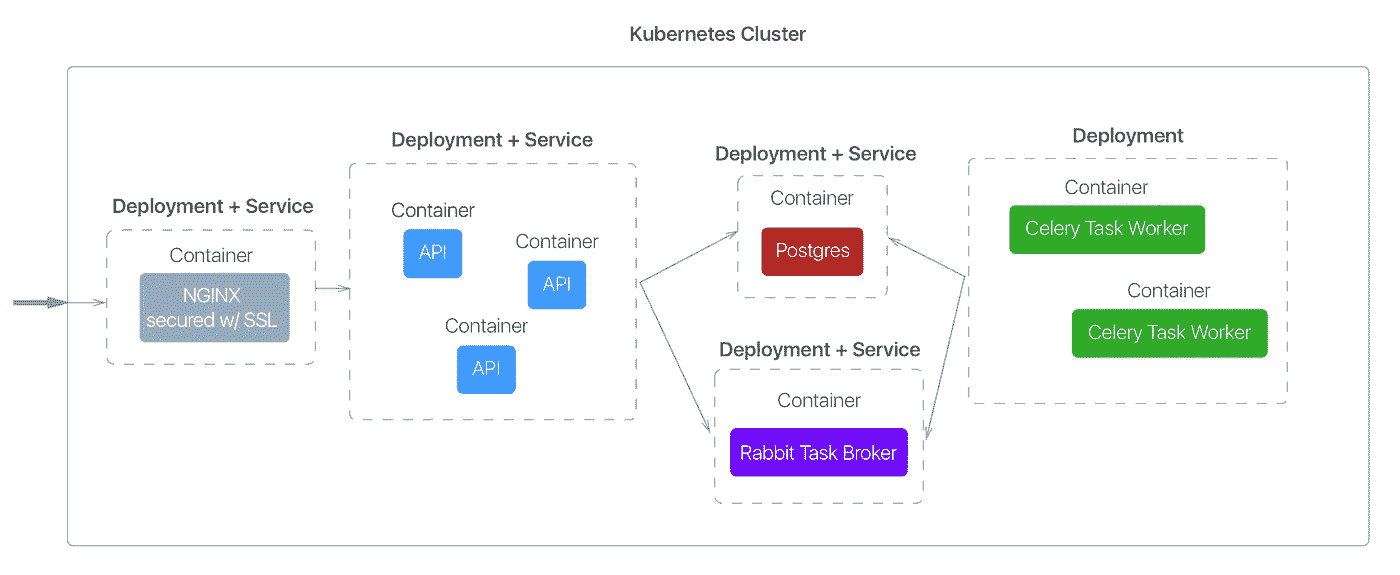 Kubernetes Cluster
Deployment + Service
Container
NGINX
secured w/ SSL
Deployment + Service
Container
API
Container
API
Container
API
Deployment + Service
Container
Postgres
Deployment + Service
Container
Rabbit Task Broker
Deployment
Container
Celery Task Worker
Container
Celery Task Worker